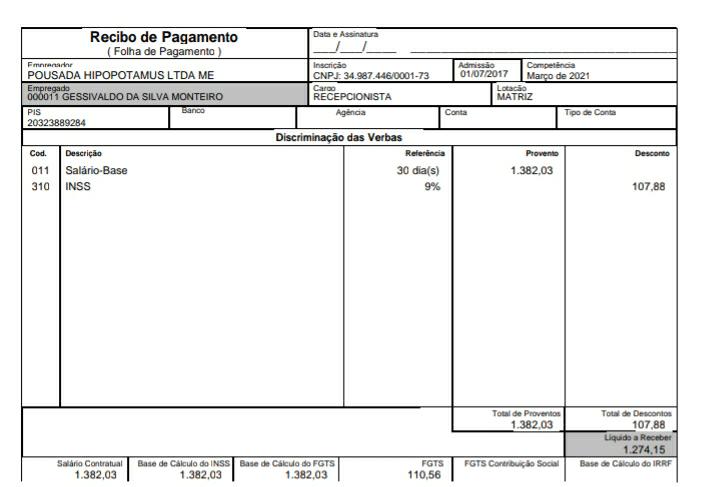 Recibo de Pagamento
( Folha de Pagamento )
Data e Assinatura
___/___/____ ______________________________
Empregador
POUSADA HIPOPOTAMUS LTDA ME
Inscrição
CNPJ: 34.987.446/0001-73
Admissão
01/07/2017
Competência
Março de 2021
Empregado
000011 GESSIVALDO DA SILVA MONTEIRO
Cargo
RECEPCIONISTA
Lotacão
MATRIZ
PIS
20323889284
Banco
Agência
Conta
Tipo de Conta
Discriminação das Verbas
Cod. Descrição Referência Provento Desconto
011 Salário-Base 30 dia(s) 1.382,03
310 INSS 9% 107,88
Total de Proventos
1.382,03
Total de Descontos
107,88
Liquido a Receber
1.274,15
Salário Contratual Base de Cálculo do INSS Base de Cálculo do FGTS FGTS FGTS Contribuição Social Base de Cálculo do IRRF
1.382,03 1.382,03 1.382,03 110,56